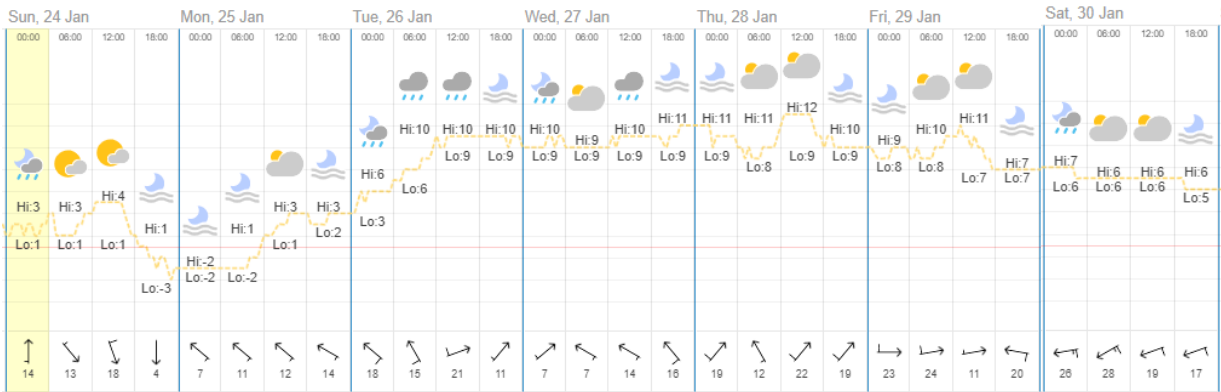 Sun, 24 Jan Mon, 25 Jan Tue, 26 Jan Wed, 27 Jan Thu, 28 Jan Fri, 29 Jan Sat, 30 Jan
00:00 06:00 12:00 18:00 00:00 06:00 12:00 18:00 00:00 06:00 12:00 18:00 00:00 06:00 12:00 18:00 00:00 06:00 12:00 18:00 00:00 06:00 12:00 18:00 00:00 06:00 12:00 18:00
Hi:3 Hi:3 Hi:4 Hi:1 Hi:-2 Hi:1 Hi:3 Hi:3 Hi:6 Hi:10 Hi:10 Hi:10 Hi:10 Hi:9 Hi:10 Hi:11 Hi:11 Hi:11 Hi:12 Hi:10 Hi:9 Hi:10 Hi:11 Hi:7 Hi:7 Hi:6 Hi:6 Hi:6
Lo:1 Lo:1 Lo:1 Lo:-3 Lo:-2 Lo:-2 Lo:1 Lo:2 Lo:3 Lo:6 Lo:9 Lo:9 Lo:9 Lo:9 Lo:9 Lo:9 Lo:9 Lo:8 Lo:9 Lo:9 Lo:8 Lo:8 Lo:7 Lo:7 Lo:6 Lo:6 Lo:6 Lo:5
14 13 18 4 7 11 12 14 18 15 21 11 7 7 14 16 19 12 22 19 23 24 11 20 26 28 19 17